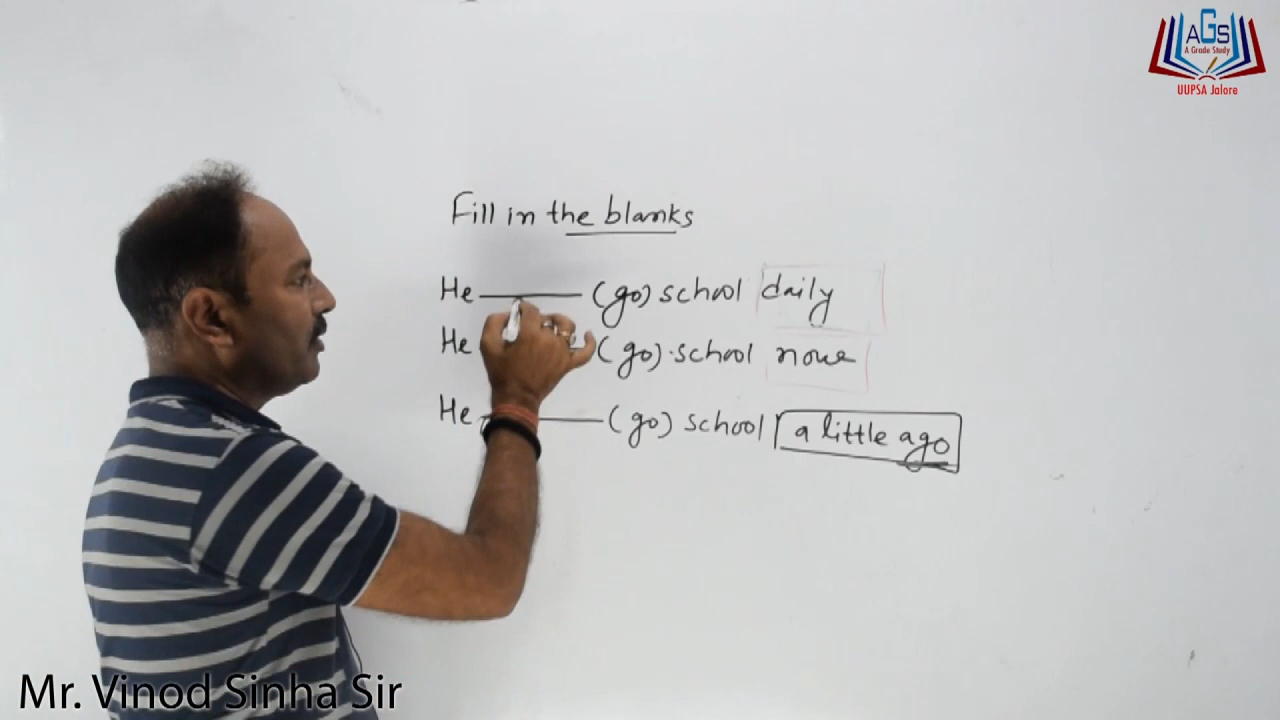 AGS
A Grade Study
UUPSA Jalore
Fill in the blanks
He ——— (go) school daily
He (go) school none
He ——— (go) school a little ago
Mr. Vinod Sinha Sir